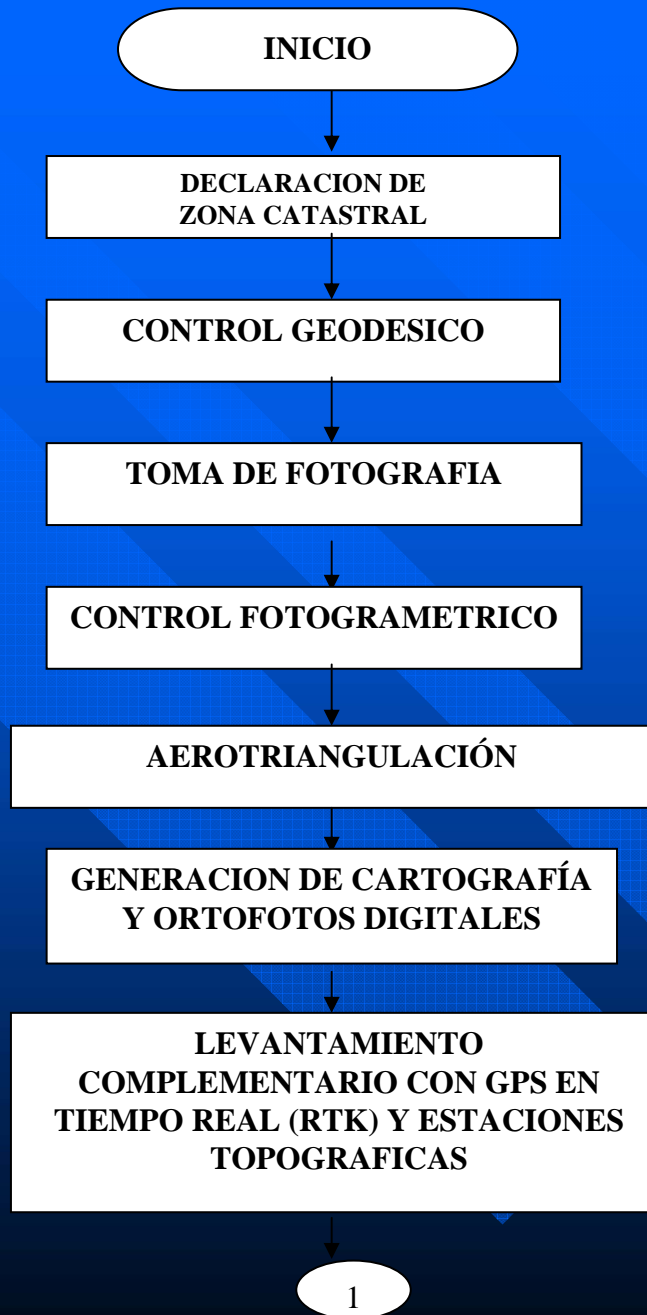 INICIO
DECLARACION DE
ZONA CATASTRAL
CONTROL GEODESICO
TOMA DE FOTOGRAFIA
CONTROL FOTOGRAMETRICO
AEROTRIANGULACIÓN
GENERACION DE CARTOGRAFÍA
Y ORTOFOTOS DIGITALES
LEVANTAMIENTO
COMPLEMENTARIO CON GPS EN
TIEMPO REAL (RTK) Y ESTACIONES
TOPOGRAFICAS
1